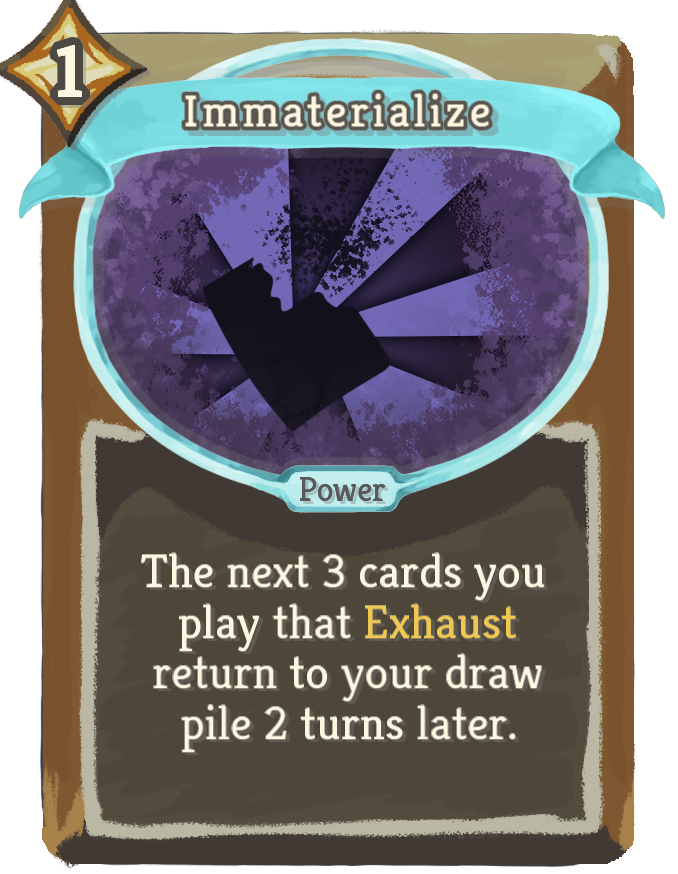 1
Immaterialize
Power
The next 3 cards you
play that Exhaust
return to your draw
pile 2 turns later.